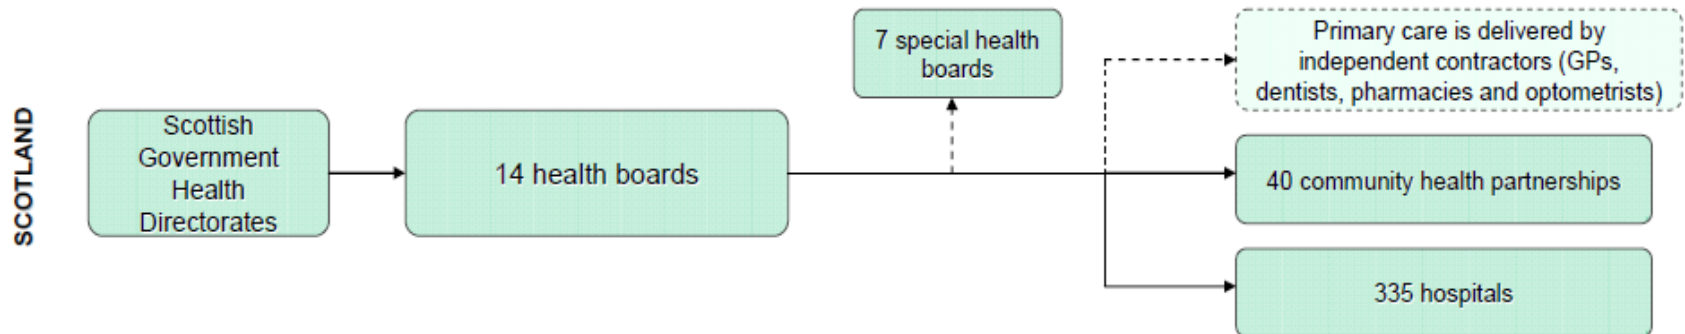 SCOTLAND
Scottish
Government
Health
Directorates
14 health boards
7 special health
boards
Primary care is delivered by
independent contractors (GPs,
dentists, pharmacies and optometrists)
40 community health partnerships
335 hospitals